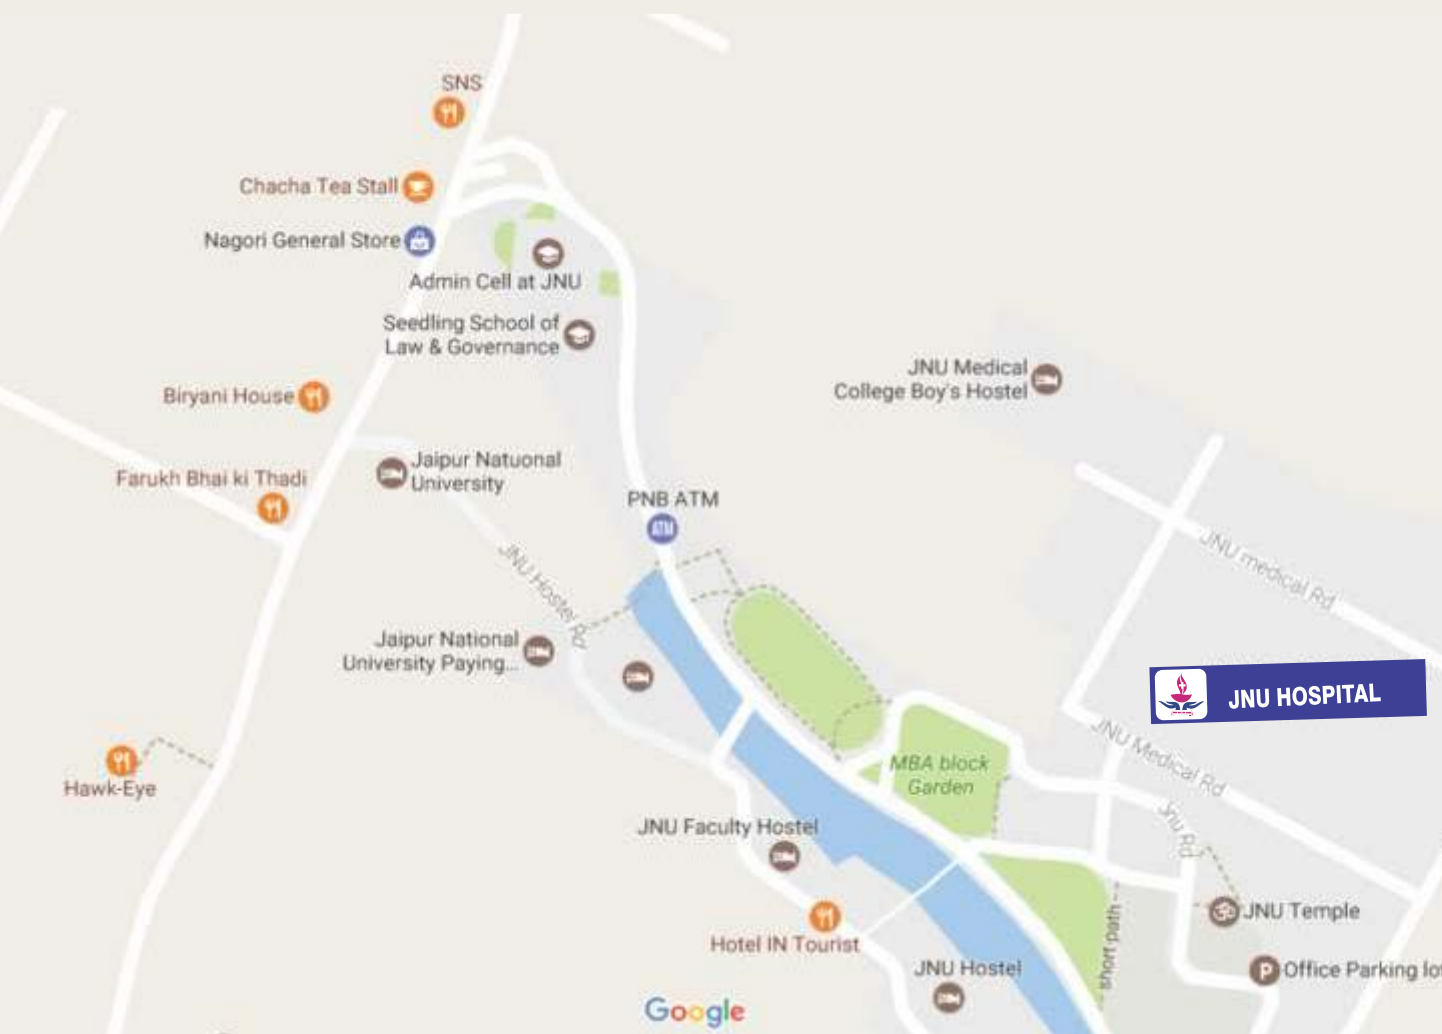 SNS
Chacha Tea Stall
Nagori General Store
Admin Cell at JNU
Seedling School of
Law & Governance
JNU Medical
College Boy's Hostel
Biryani House
Jaipur Natuonal
University
Farukh Bhai ki Thadi
PNB ATM
ATM
JNU Hostel Rd
JNU medical Rd
Jaipur National
University Paying...
JNU HOSPITAL
JNU Medical Rd
MBA block
Garden
Hawk-Eye
Jnu Rd
JNU Faculty Hostel
JNU Temple
short path
Hotel IN Tourist
JNU Hostel
P
Office Parking lot
Google